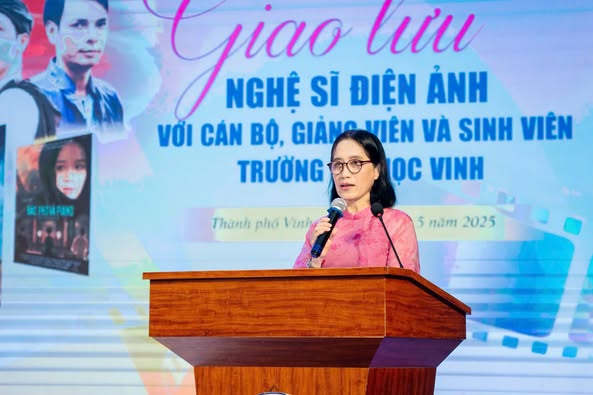 Giao lưu
NGHỆ SĨ ĐIỆN ẢNH
VỚI CÁN BỘ, GIẢNG VIÊN VÀ SINH VIÊN
TRƯỜNG HỌC VINH
Thành phố Vinh 5 năm 2025